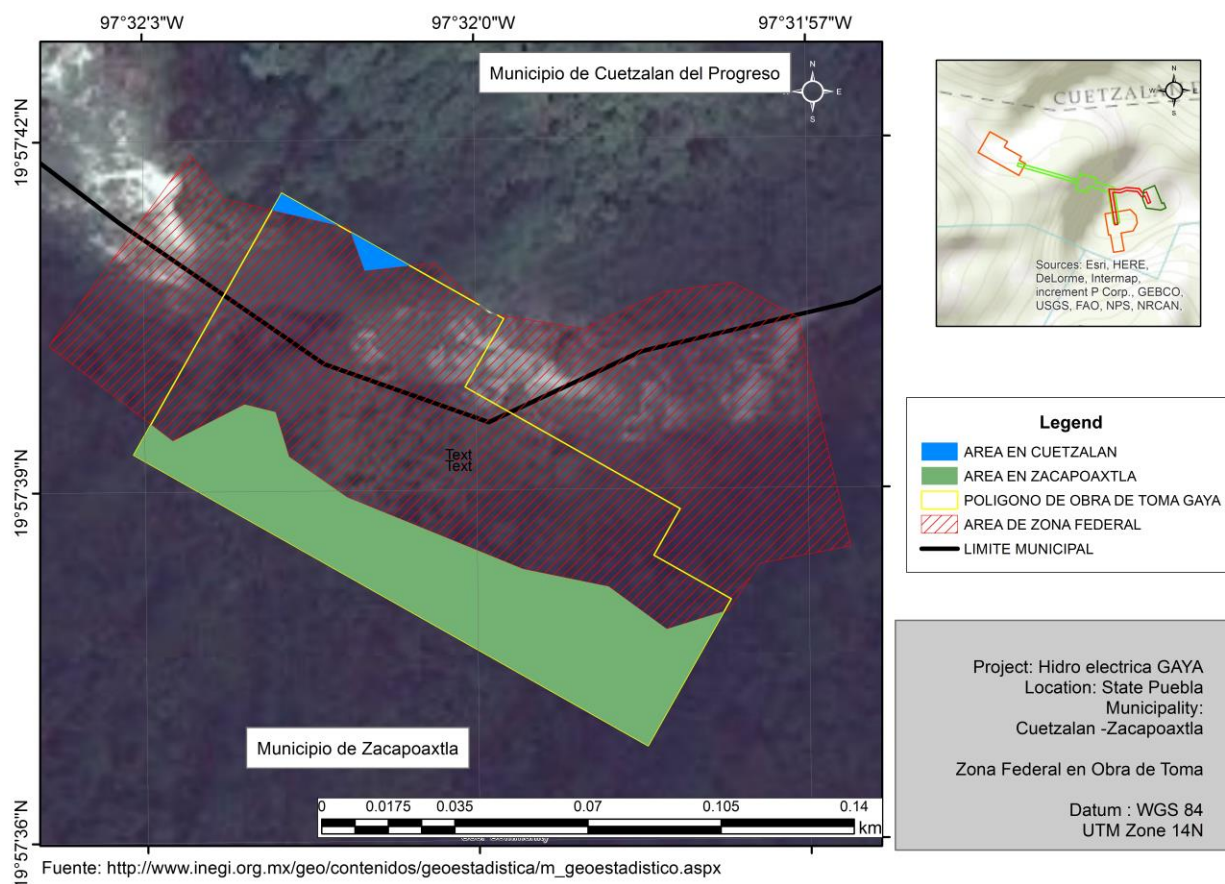 97°32'3"W
97°32'0"W
97°31'57"W
19°57'42"N
19°57'39"N
19°57'36"N
Municipio de Cuetzalan del Progreso
N
W
E
S
Text
Text
Municipio de Zacapoaxtla
0
0.0175
0.035
0.07
0.105
0.14
km
Fuente: http://www.inegi.org.mx/geo/contenidos/geoestadistica/m_geoestadistico.aspx
CUETZALAN
N
W
E
S
Sources: Esri, HERE,
DeLorme, Intermap,
increment P Corp., GEBCO,
USGS, FAO, NPS, NRCAN,
Legend
AREA EN CUETZALAN
AREA EN ZACAPOAXTLA
POLIGONO DE OBRA DE TOMA GAYA
AREA DE ZONA FEDERAL
LIMITE MUNICIPAL
Project: Hidro electrica GAYA
Location: State Puebla
Municipality:
Cuetzalan -Zacapoaxtla
Zona Federal en Obra de Toma
Datum : WGS 84
UTM Zone 14N